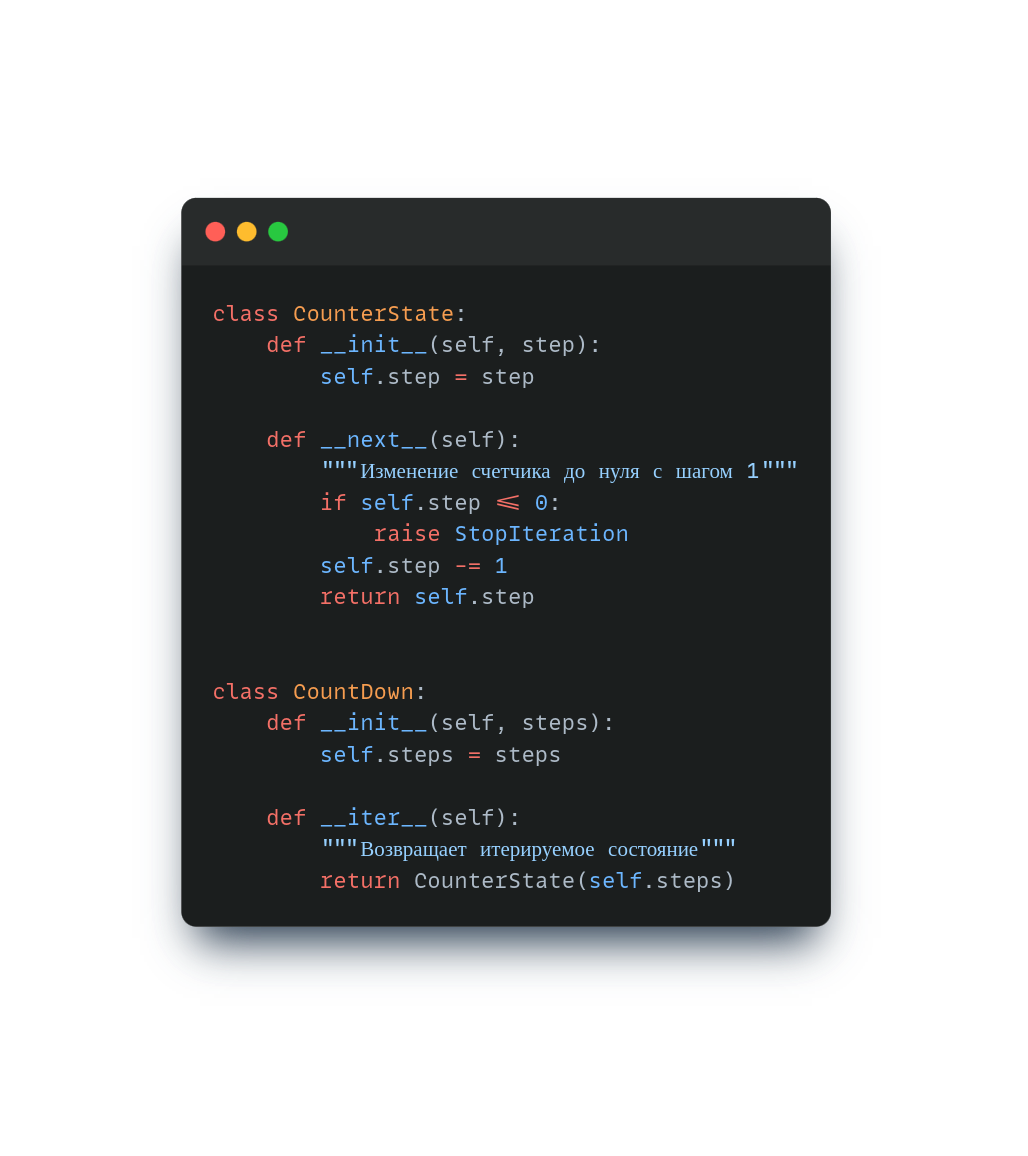 class CounterState:
    def __init__(self, step):
        self.step = step

    def __next__(self):
        """Изменение счетчика до нуля с шагом 1"""
        if self.step <= 0:
            raise StopIteration
        self.step -= 1
        return self.step


class CountDown:
    def __init__(self, steps):
        self.steps = steps

    def __iter__(self):
        """Возвращает итерируемое состояние"""
        return CounterState(self.steps)